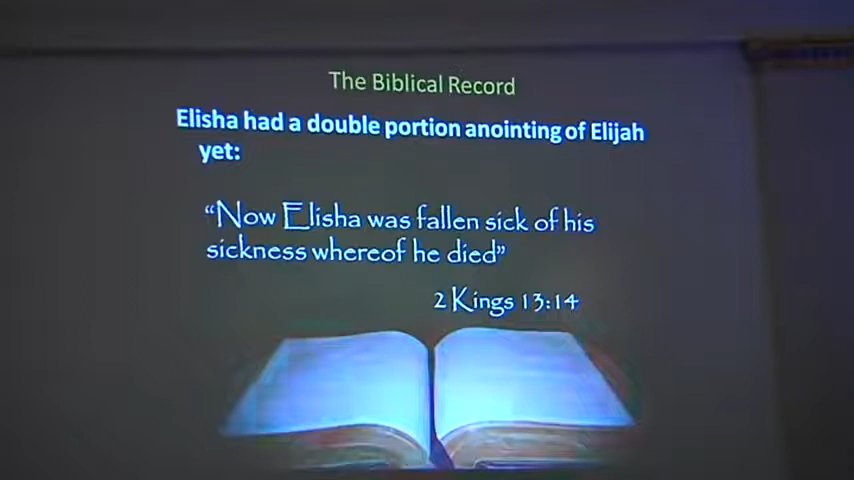 The Biblical Record
Elisha had a double portion anointing of Elijah
yet:
“Now Elisha was fallen sick of his
sickness whereof he died”
2 Kings 13:14